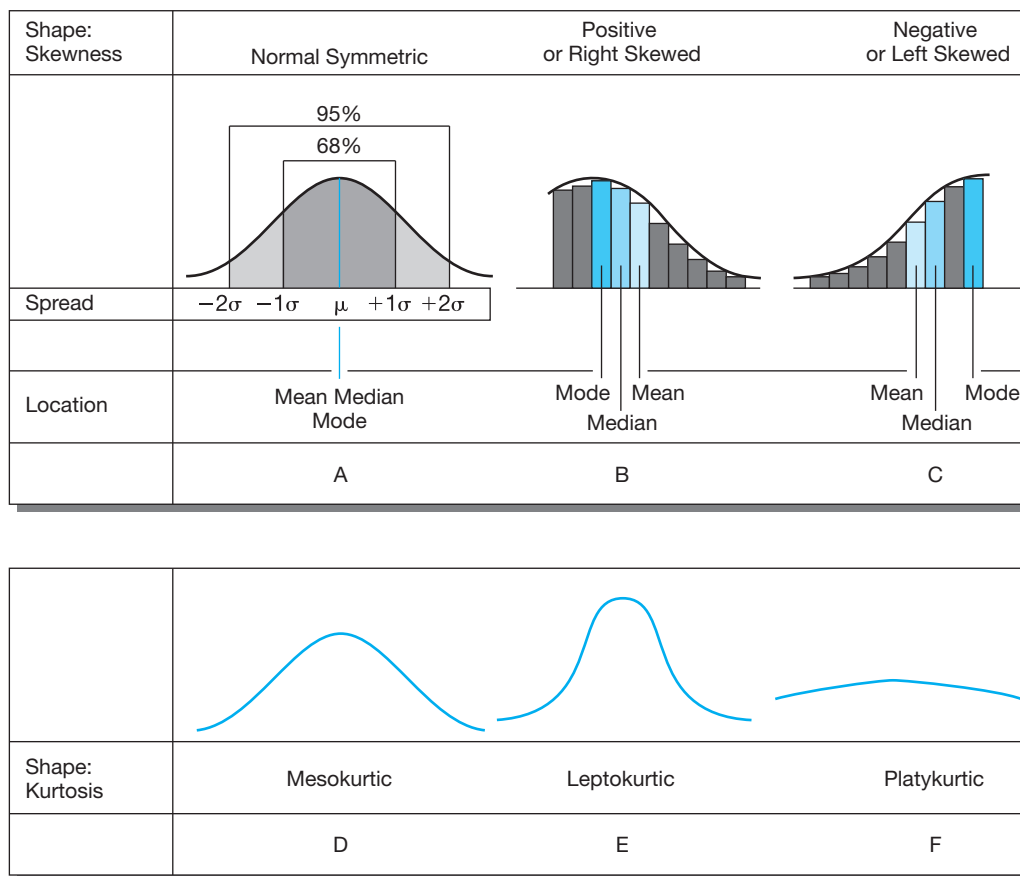 Shape:
Skewness
Normal Symmetric
Positive
or Right Skewed
Negative
or Left Skewed
95%
68%
Spread
−2σ −1σ μ +1σ +2σ
Location
Mean Median
Mode
Mode Mean
Median
Mean Mode
Median
A B C
Shape:
Kurtosis
Mesokurtic Leptokurtic Platykurtic
D E F